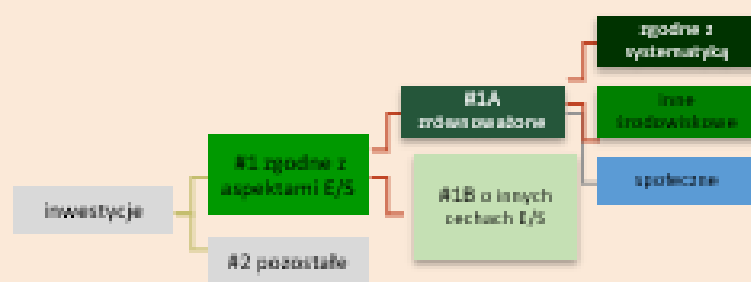 zgodne z
systematyką
#1A
zrównoważone
inne
środowiskowe
#1 zgodne z
aspektami E/S
społeczne
#1B o innych
cechach E/S
inwestycje
#2 pozostałe